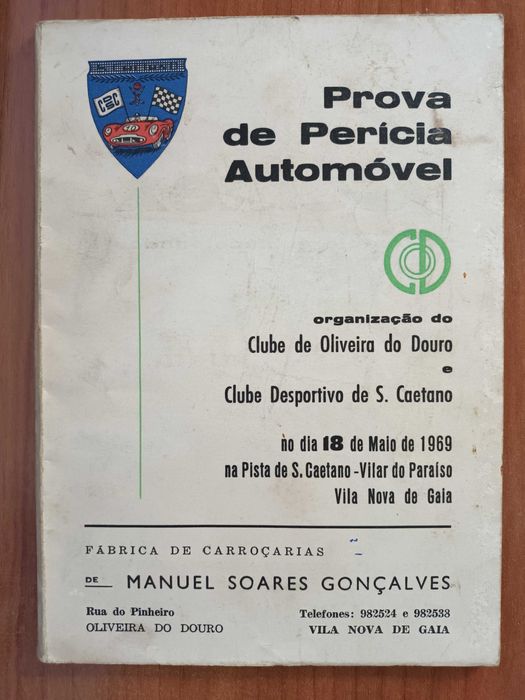 Prova
de Perícia
Automóvel
organização do
Clube de Oliveira do Douro
e
Clube Desportivo de S. Caetano
no dia 18 de Maio de 1969
na Pista de S. Caetano - Vilar do Paraíso
Vila Nova de Gaia
FÁBRICA DE CARROÇARIAS
DE MANUEL SOARES GONÇALVES
Rua do Pinheiro
OLIVEIRA DO DOURO
Telefones: 982524 e 982538
VILA NOVA DE GAIA